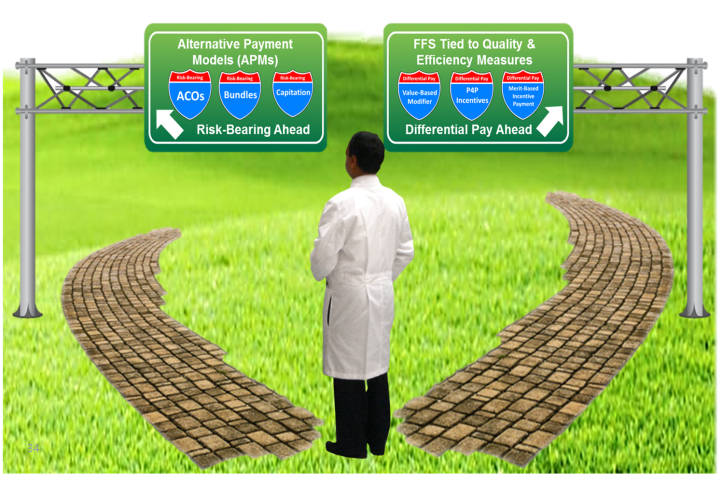 Alternative Payment
Models (APMs)
Risk-Bearing
ACOs
Risk-Bearing
Bundles
Risk-Bearing
Capitation
Risk-Bearing Ahead
FFS Tied to Quality &
Efficiency Measures
Differential Pay
Value-Based
Modifier
Differential Pay
P4P
Incentives
Differential Pay
Merit-Based
Incentive
Payment
Differential Pay Ahead
34